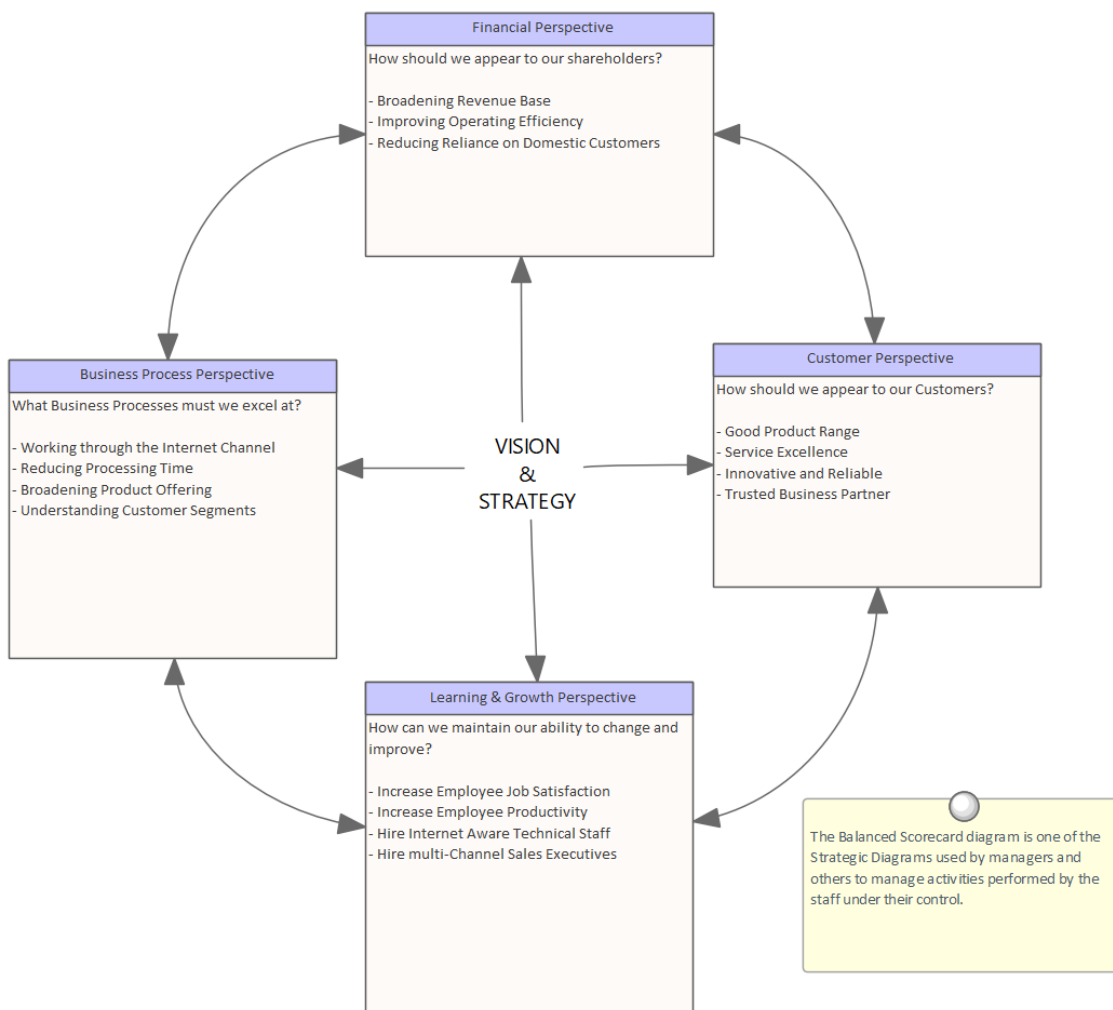 Financial Perspective
How should we appear to our shareholders?
- Broadening Revenue Base
- Improving Operating Efficiency
- Reducing Reliance on Domestic Customers
Business Process Perspective
What Business Processes must we excel at?
- Working through the Internet Channel
- Reducing Processing Time
- Broadening Product Offering
- Understanding Customer Segments
VISION
&
STRATEGY
Customer Perspective
How should we appear to our Customers?
- Good Product Range
- Service Excellence
- Innovative and Reliable
- Trusted Business Partner
Learning & Growth Perspective
How can we maintain our ability to change and
improve?
- Increase Employee Job Satisfaction
- Increase Employee Productivity
- Hire Internet Aware Technical Staff
- Hire multi-Channel Sales Executives
The Balanced Scorecard diagram is one of the
Strategic Diagrams used by managers and
others to manage activities performed by the
staff under their control.